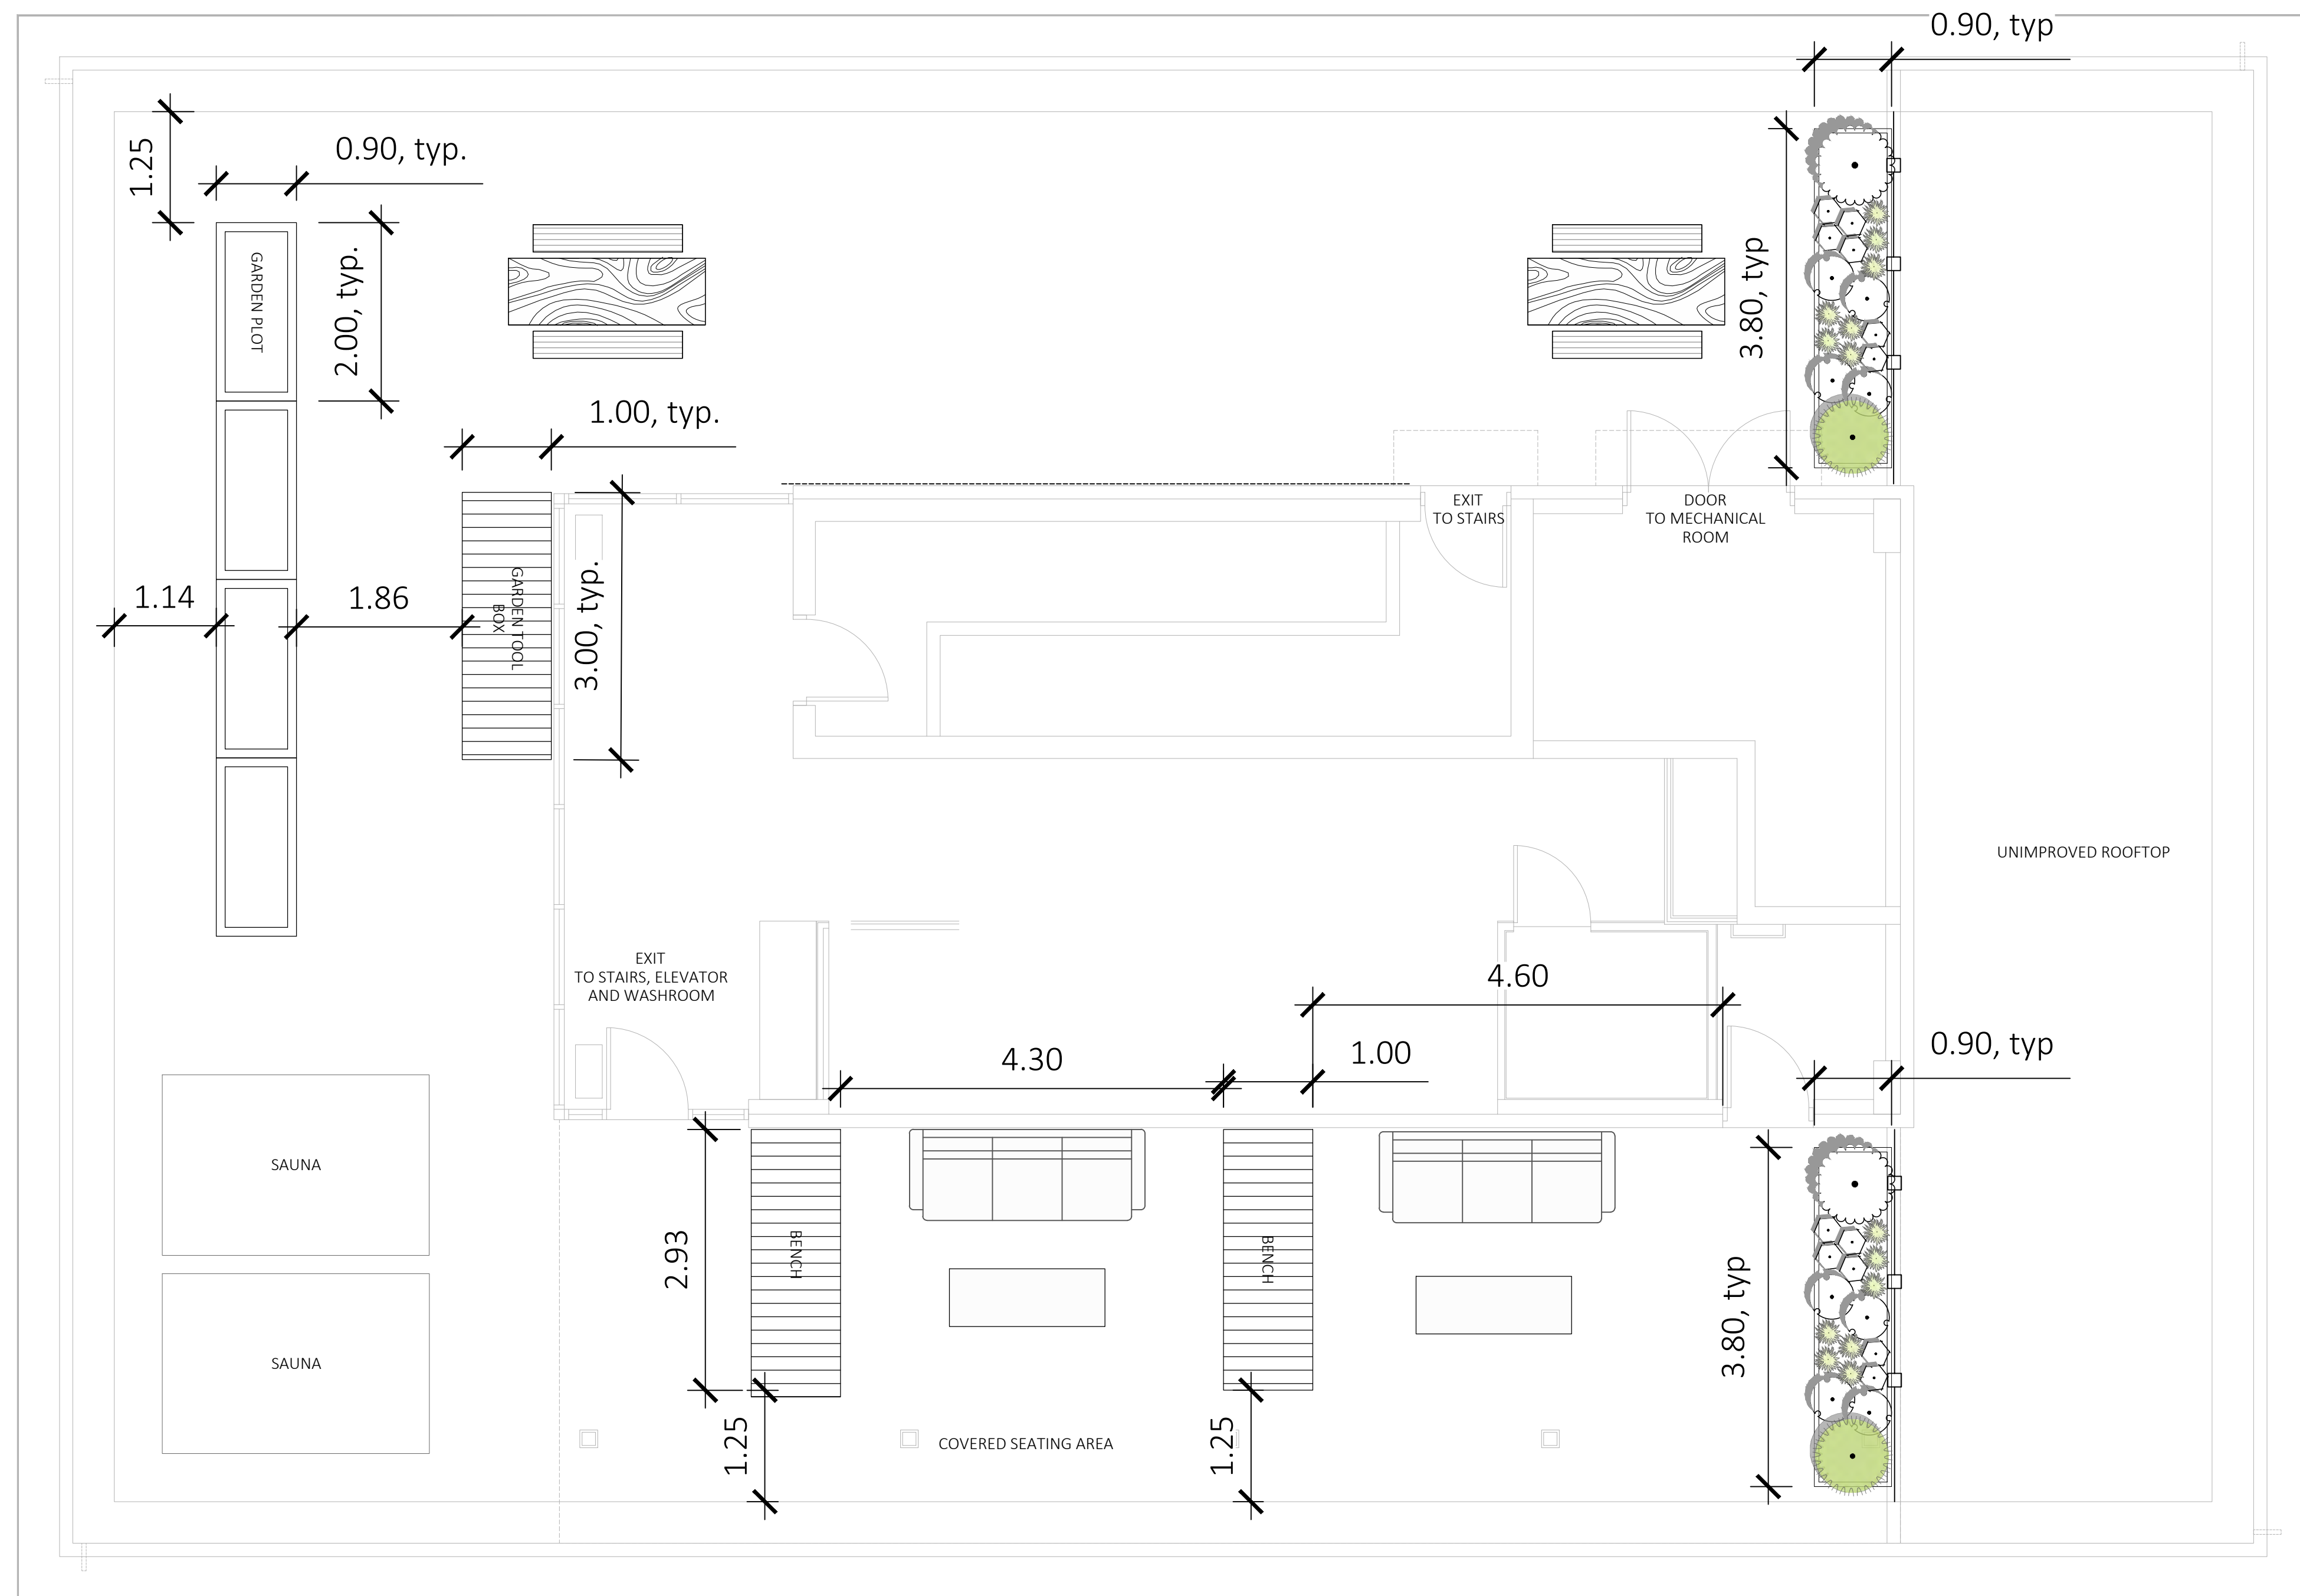 0.90, typ
1.25
0.90, typ.
GARDEN PLOT
2.00, typ.
3.80, typ
1.00, typ.
EXIT
TO STAIRS
DOOR
TO MECHANICAL
ROOM
GARDEN TOOL
BOX
3.00, typ.
1.14
1.86
UNIMPROVED ROOFTOP
EXIT
TO STAIRS, ELEVATOR
AND WASHROOM
4.60
4.30
1.00
0.90, typ
SAUNA
2.93
BENCH
BENCH
3.80, typ
SAUNA
1.25
COVERED SEATING AREA
1.25